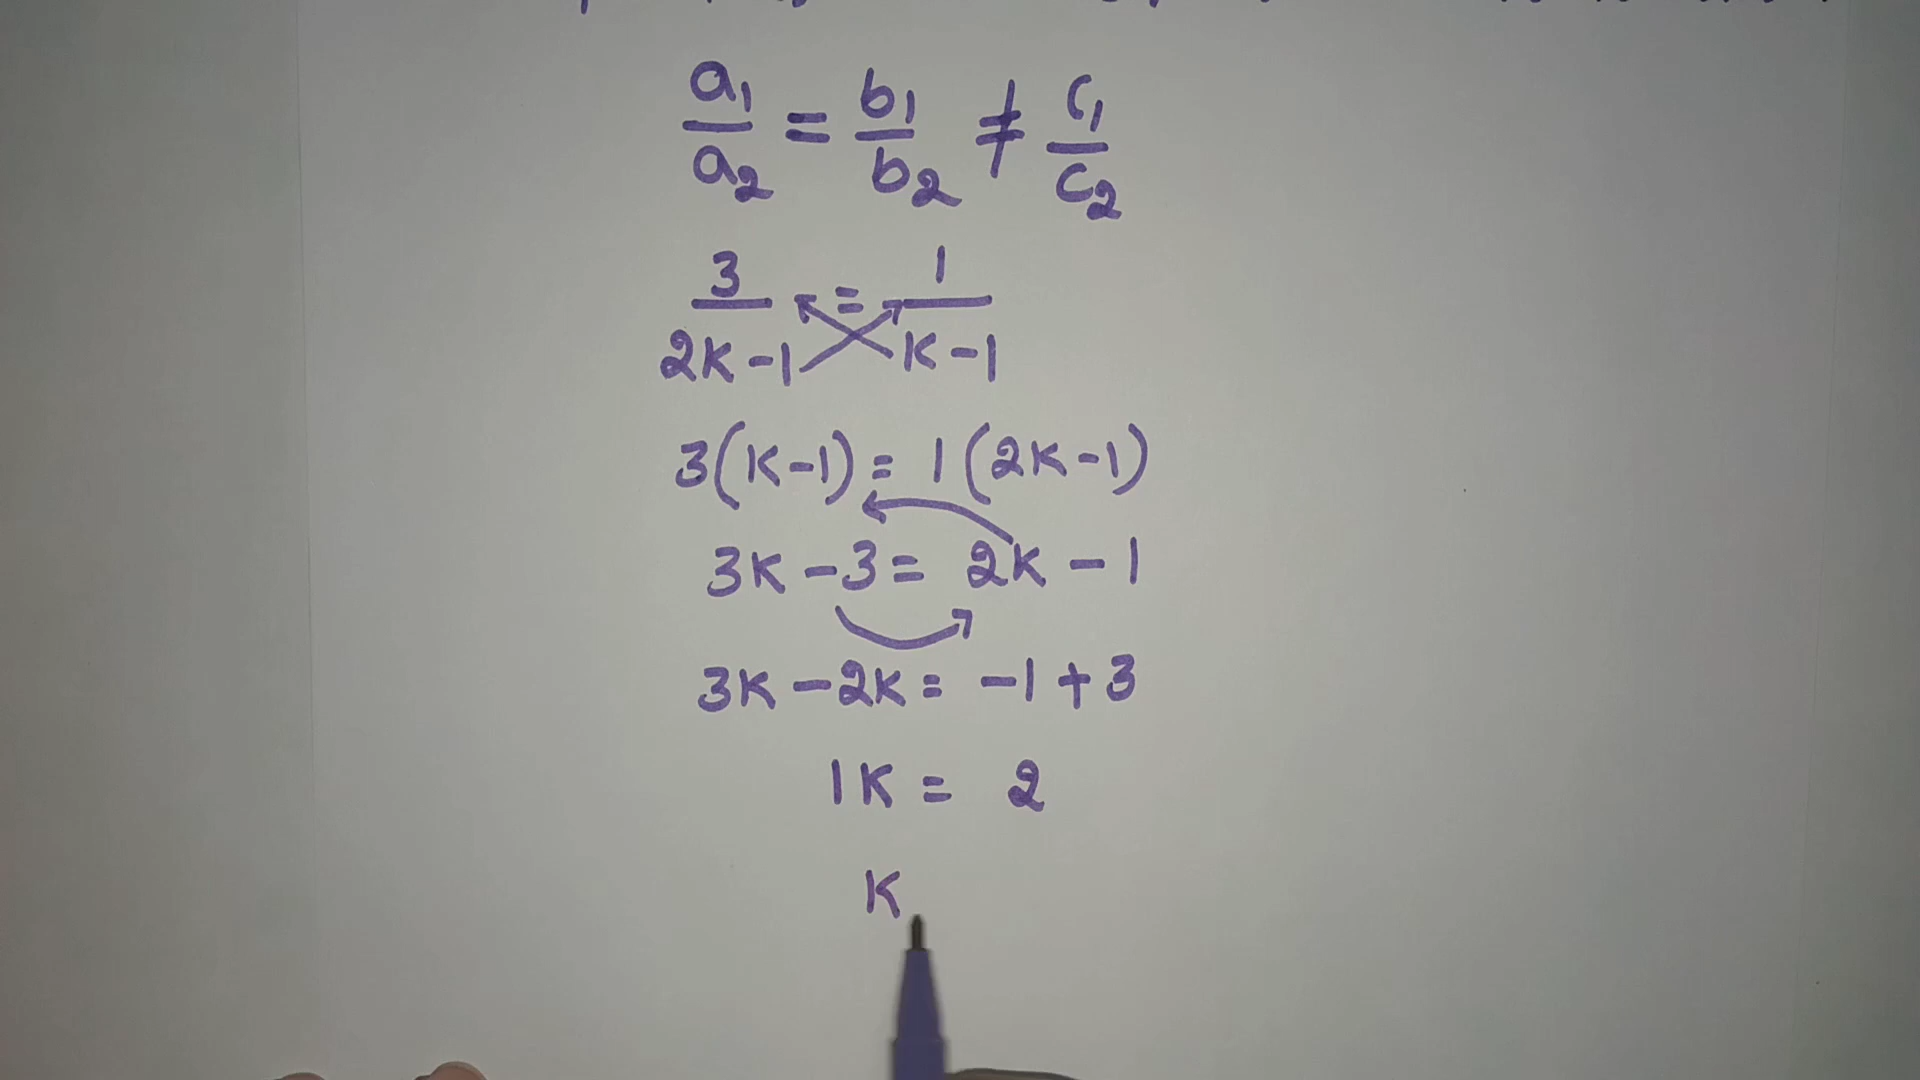 a₁/a₂ = b₁/b₂ ≠ c₁/c₂
3/2K-1 = 1/K-1
3(K-1) = 1(2K-1)
3K - 3 = 2K - 1
3K - 2K = -1 + 3
1K = 2
K